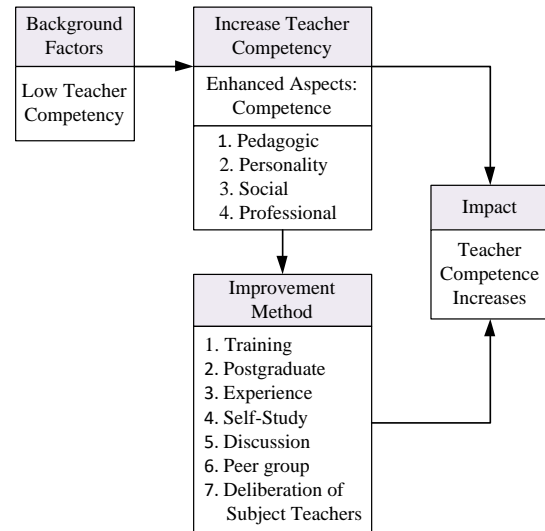 Background
Factors
Low Teacher
Competency
Increase Teacher
Competency
Enhanced Aspects:
Competence
1. Pedagogic
2. Personality
3. Social
4. Professional
Impact
Teacher
Competence
Increases
Improvement
Method
1. Training
2. Postgraduate
3. Experience
4. Self-Study
5. Discussion
6. Peer group
7. Deliberation of
Subject Teachers